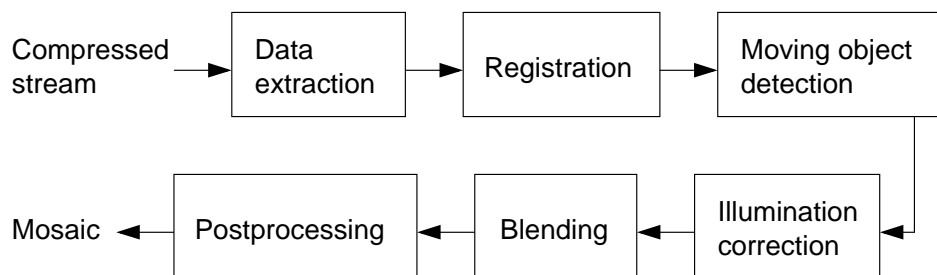 Compressed
stream
Data
extraction
Registration
Moving object
detection
Mosaic
Postprocessing
Blending
Illumination
correction